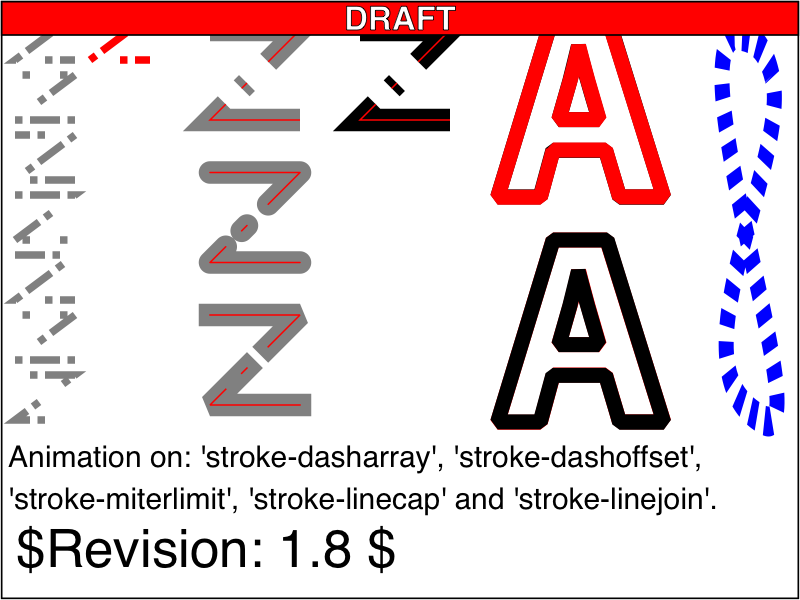 DRAFT
A
A
Animation on: 'stroke-dasharray', 'stroke-dashoffset',
'stroke-miterlimit', 'stroke-linecap' and 'stroke-linejoin'.
$Revision: 1.8 $